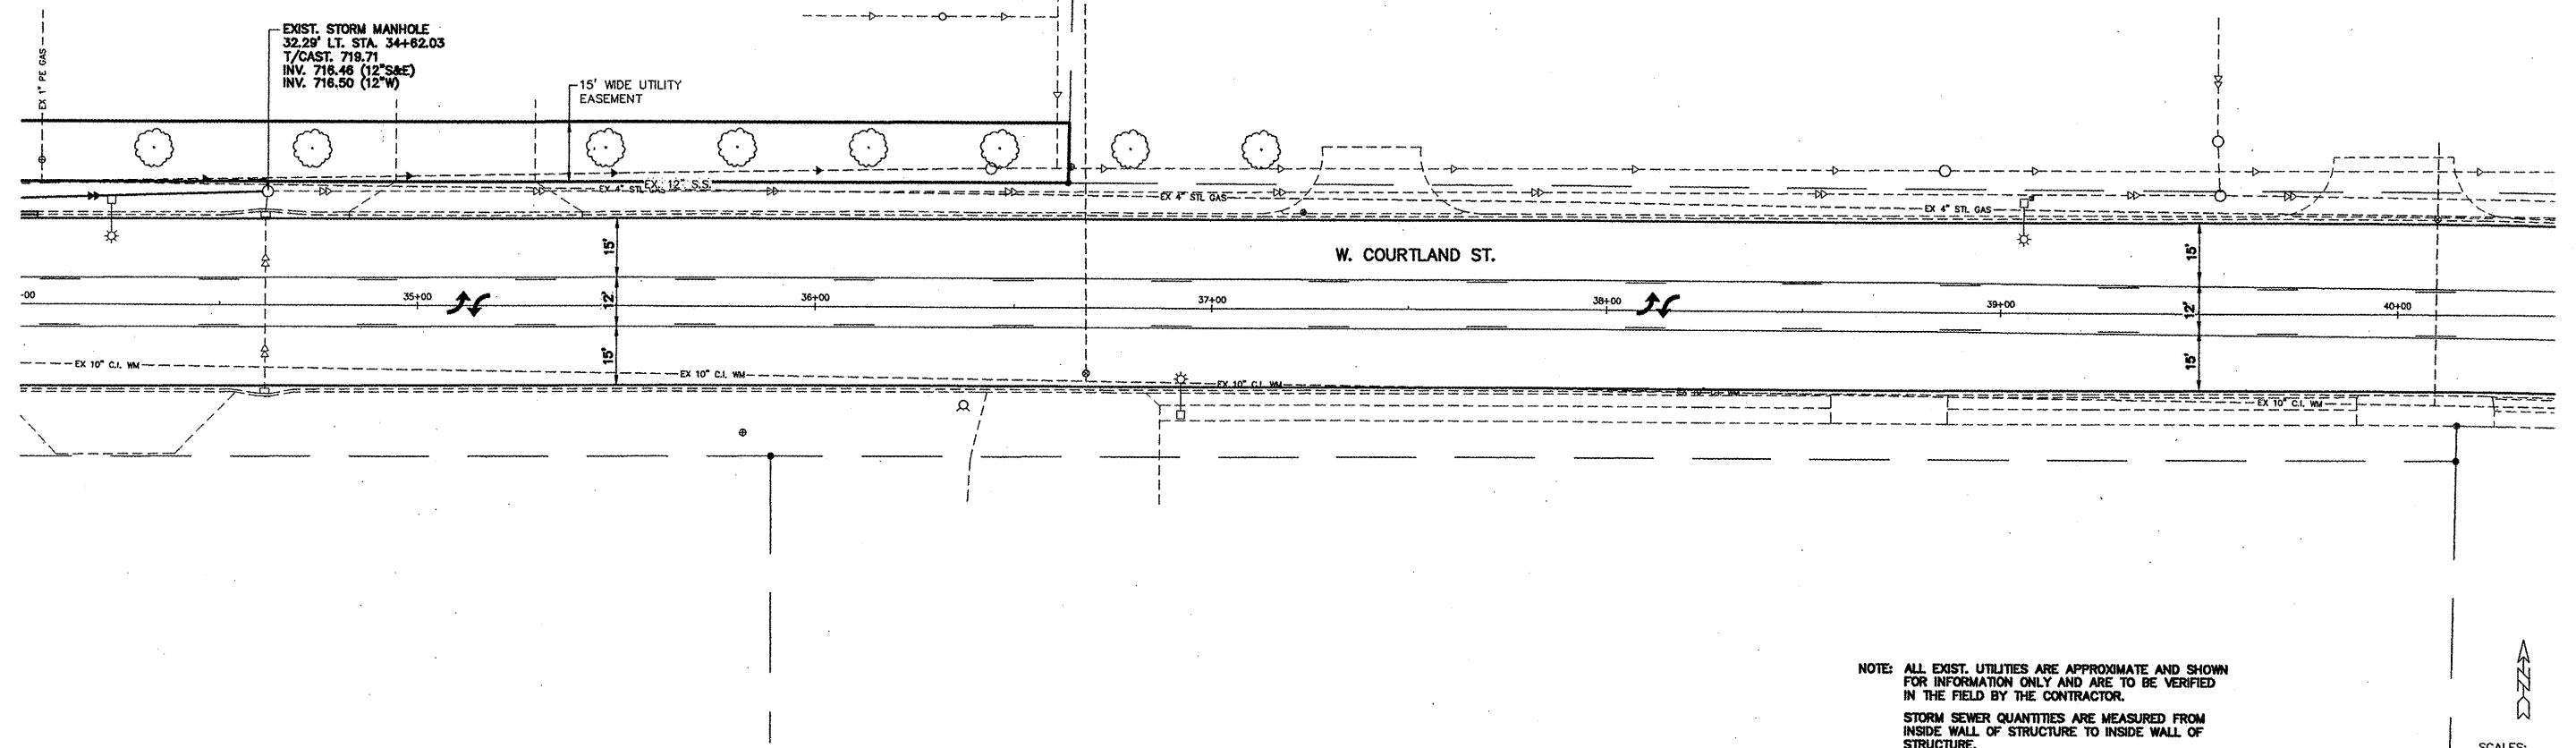 EXIST. STORM MANHOLE
32.29' LT. STA. 34+62.03
T/CAST. 719.71
INV. 716.46 (12"S&E)
INV. 716.50 (12"W)
EX 1" PE GAS
15' WIDE UTILITY
EASEMENT
EX 4" STL GAS
EX. 12" S.S.
EX 4" STL GAS
EX 4" STL GAS
W. COURTLAND ST.
15'
12'
15'
15'
12'
15'
-00
35+00
36+00
37+00
38+00
39+00
40+00
EX 10" C.I. WM
EX 10" C.I. WM
EX 10" C.I. WM
EX 10" C.I. WM
NOTE: ALL EXIST. UTILITIES ARE APPROXIMATE AND SHOWN
FOR INFORMATION ONLY AND ARE TO BE VERIFIED
IN THE FIELD BY THE CONTRACTOR.
STORM SEWER QUANTITIES ARE MEASURED FROM
INSIDE WALL OF STRUCTURE TO INSIDE WALL OF
STRUCTURE.
N
SCALES: